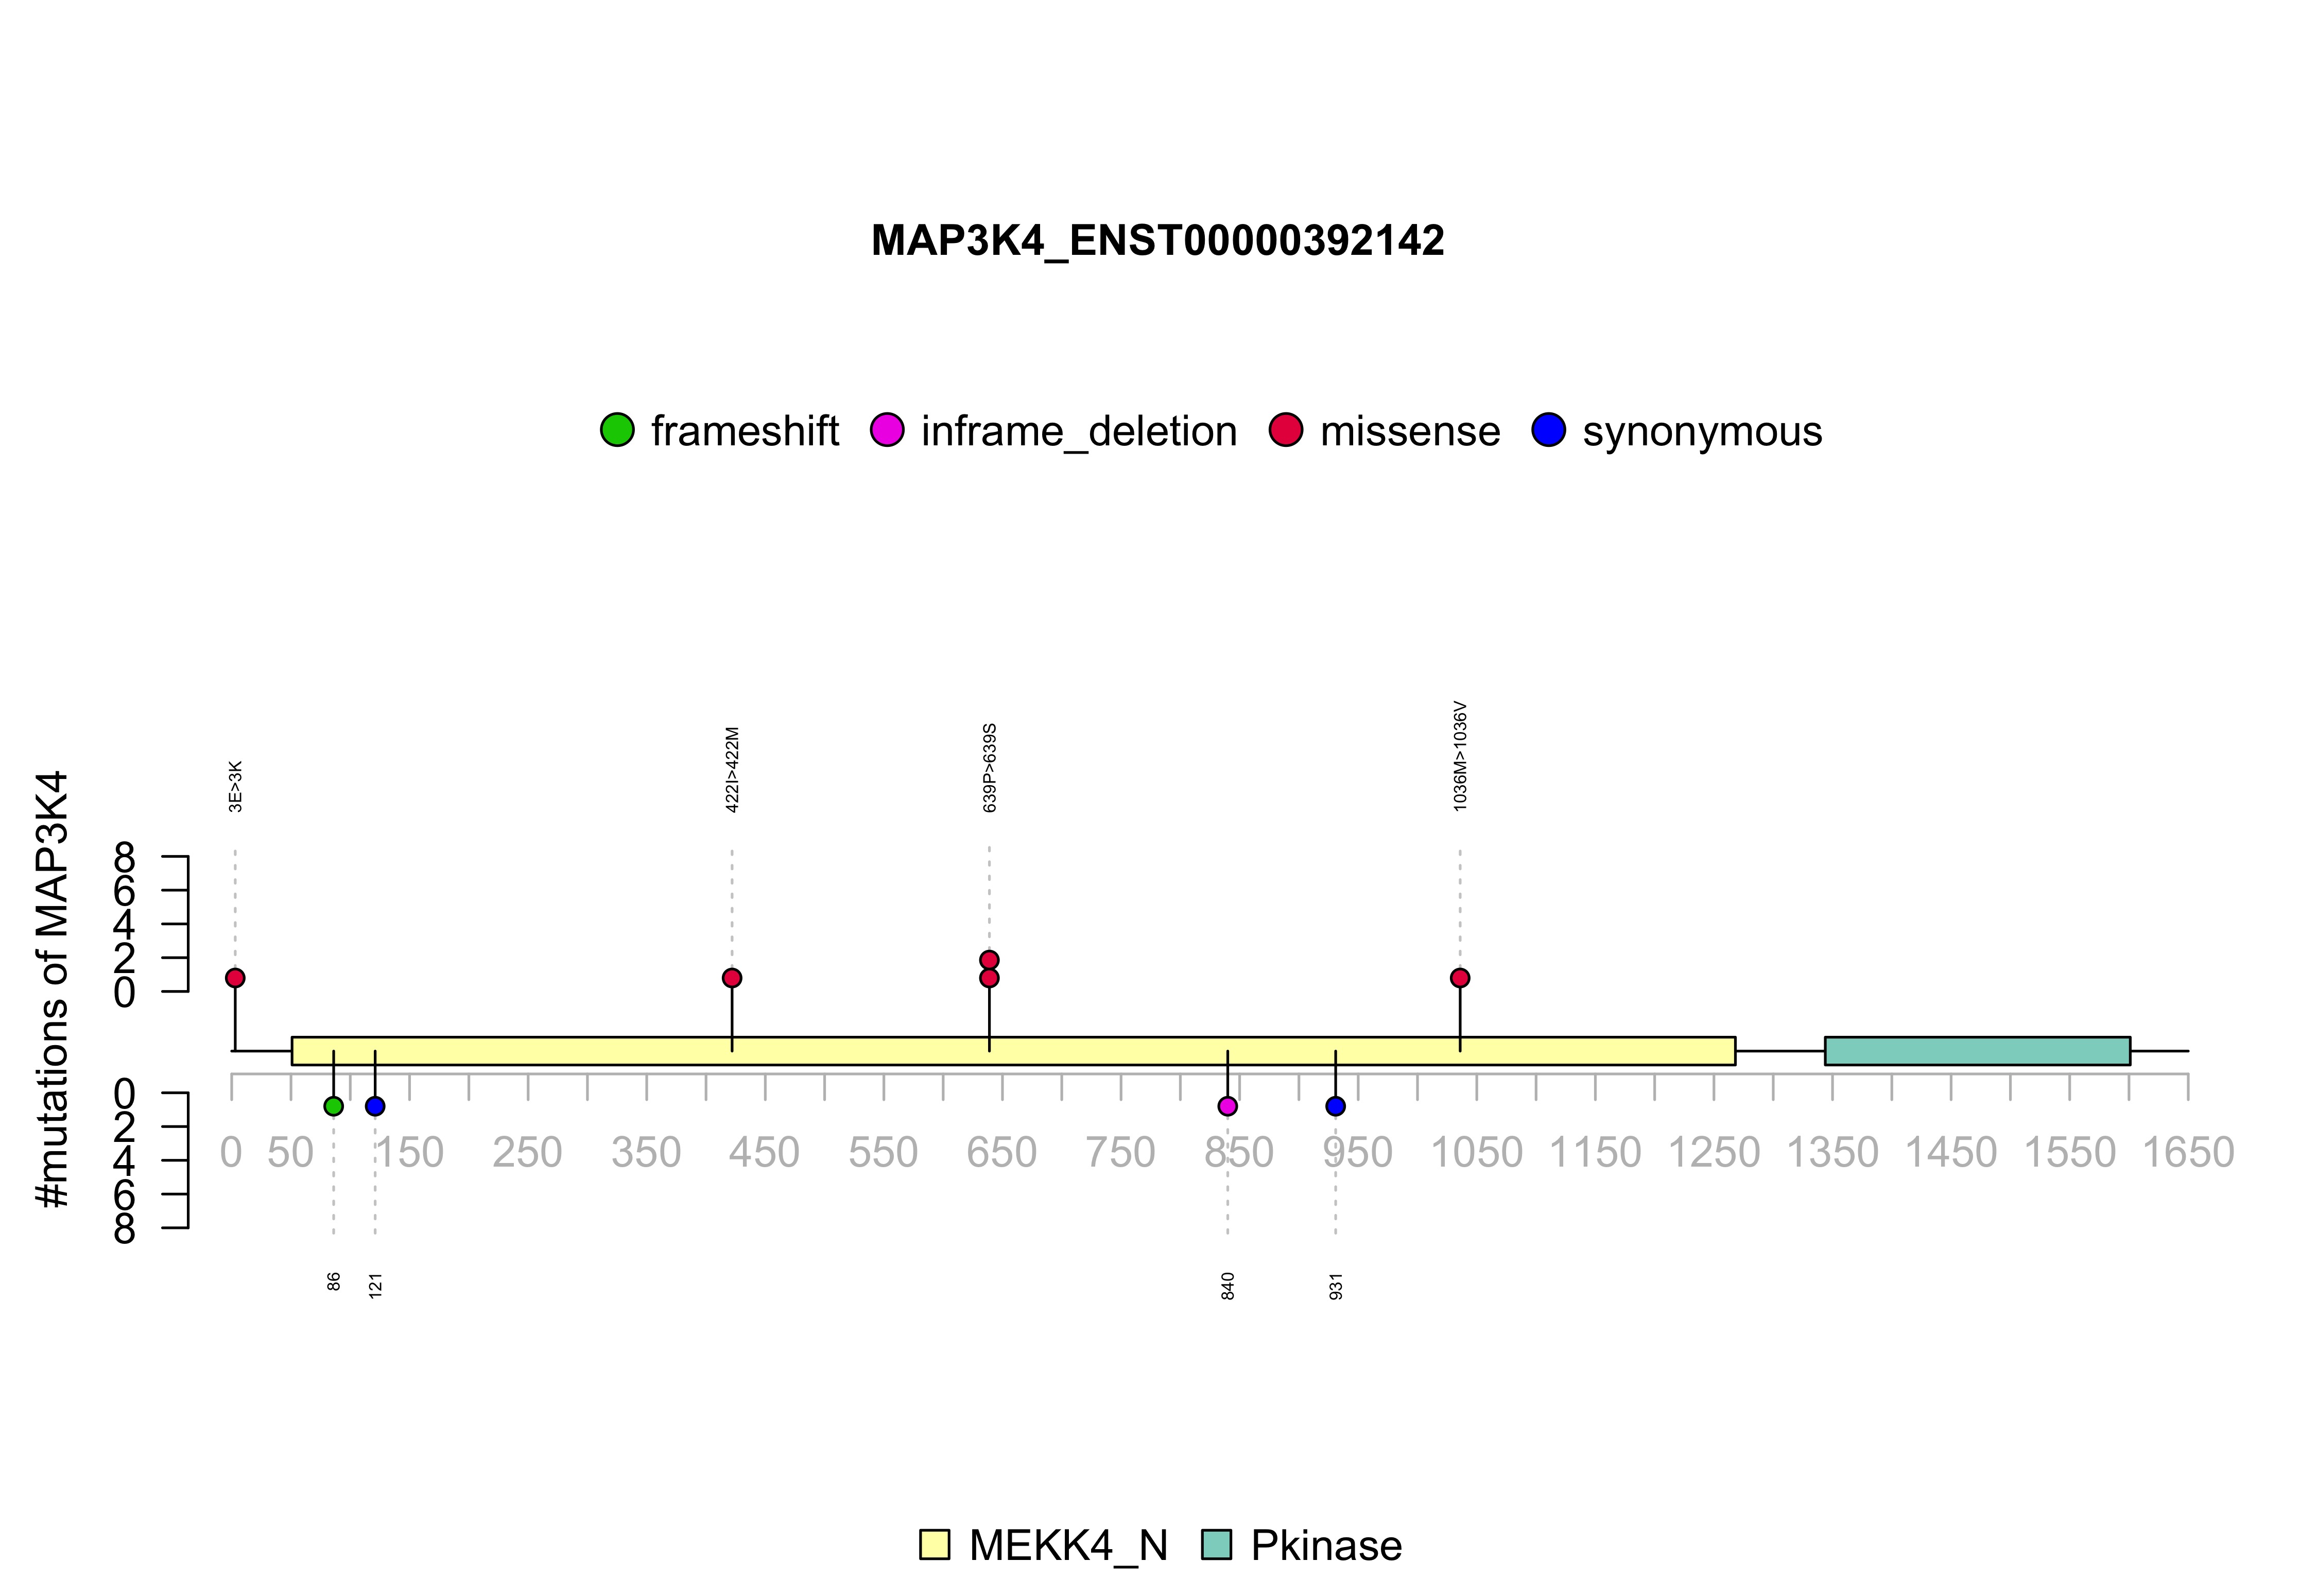 MAP3K4_ENST00000392142
frameshift inframe_deletion missense synonymous
3E>3K 422I>422M 639P>639S 1036M>1036V
#mutations of MAP3K4
8
6
4
2
0
0
2
4
6
8
0 50 150 250 350 450 550 650 750 850 950 1050 1150 1250 1350 1450 1550 1650
86 121 840 931
MEKK4_N Pkinase